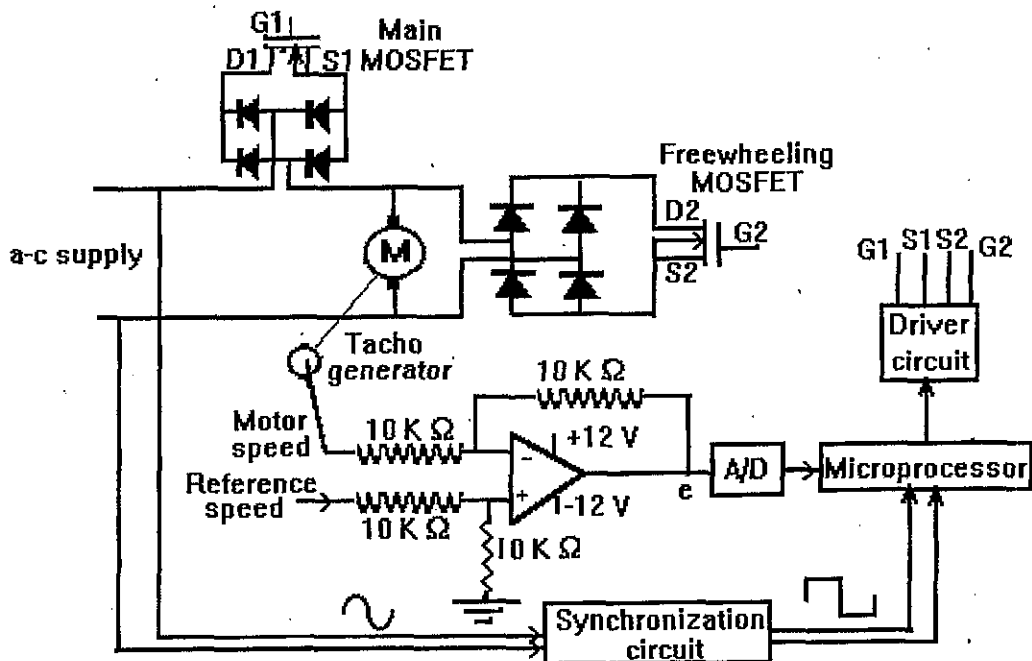 G1
Main
MOSFET
D1
S1
Freewheeling
MOSFET
D2
G2
S2
a-c supply
M
G1
S1
S2
G2
Driver
circuit
Tacho
generator
10 K Ω
Motor
speed
10 K Ω
+12 V
-
+
-12 V
e
A/D
Microprocessor
Reference
speed
10 K Ω
10 K Ω
Synchronization
circuit